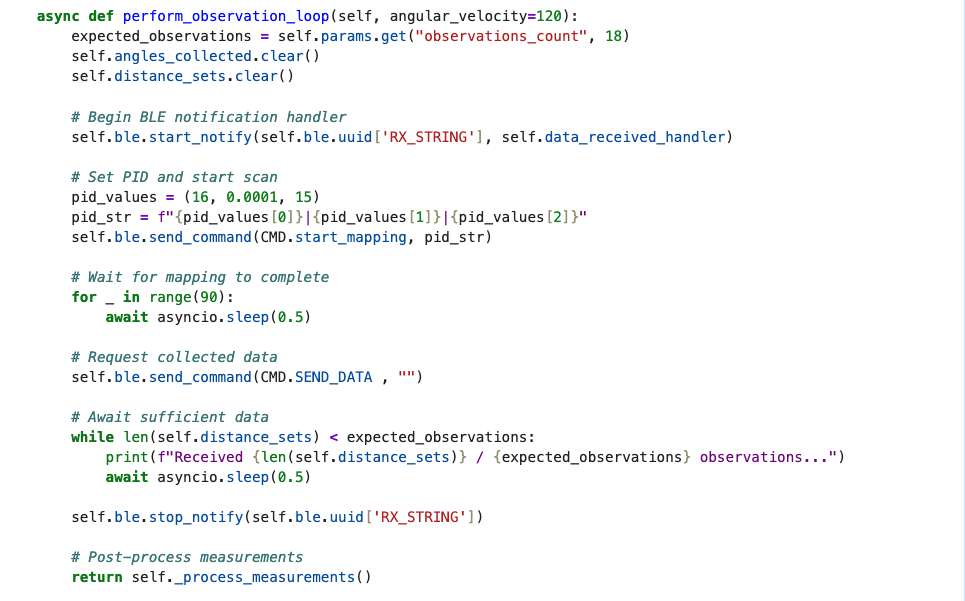 async def perform_observation_loop(self, angular_velocity=120):
    expected_observations = self.params.get("observations_count", 18)
    self.angles_collected.clear()
    self.distance_sets.clear()

    # Begin BLE notification handler
    self.ble.start_notify(self.ble.uuid['RX_STRING'], self.data_received_handler)

    # Set PID and start scan
    pid_values = (16, 0.0001, 15)
    pid_str = f"{pid_values[0]}|{pid_values[1]}|{pid_values[2]}"
    self.ble.send_command(CMD.start_mapping, pid_str)

    # Wait for mapping to complete
    for _ in range(90):
        await asyncio.sleep(0.5)

    # Request collected data
    self.ble.send_command(CMD.SEND_DATA , "")

    # Await sufficient data
    while len(self.distance_sets) < expected_observations:
        print(f"Received {len(self.distance_sets)} / {expected_observations} observations...")
        await asyncio.sleep(0.5)

    self.ble.stop_notify(self.ble.uuid['RX_STRING'])

    # Post-process measurements
    return self._process_measurements()